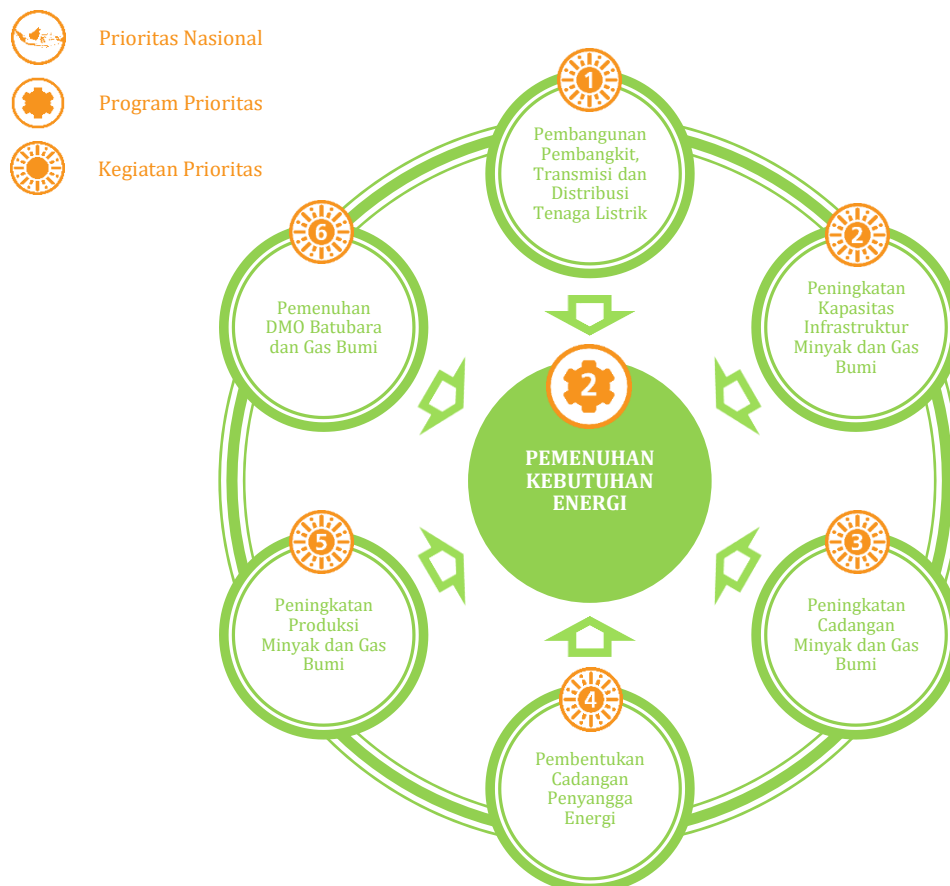 Prioritas Nasional
Program Prioritas
Kegiatan Prioritas
1
Pembangunan
Pembangkit,
Transmisi dan
Distribusi
Tenaga Listrik
2
Peningkatan
Kapasitas
Infrastruktur
Minyak dan Gas
Bumi
3
Peningkatan
Cadangan
Minyak dan Gas
Bumi
4
Pembentukan
Cadangan
Penyangga
Energi
5
Peningkatan
Produksi
Minyak dan Gas
Bumi
6
Pemenuhan
DMO Batubara
dan Gas Bumi
2
PEMENUHAN
KEBUTUHAN
ENERGI